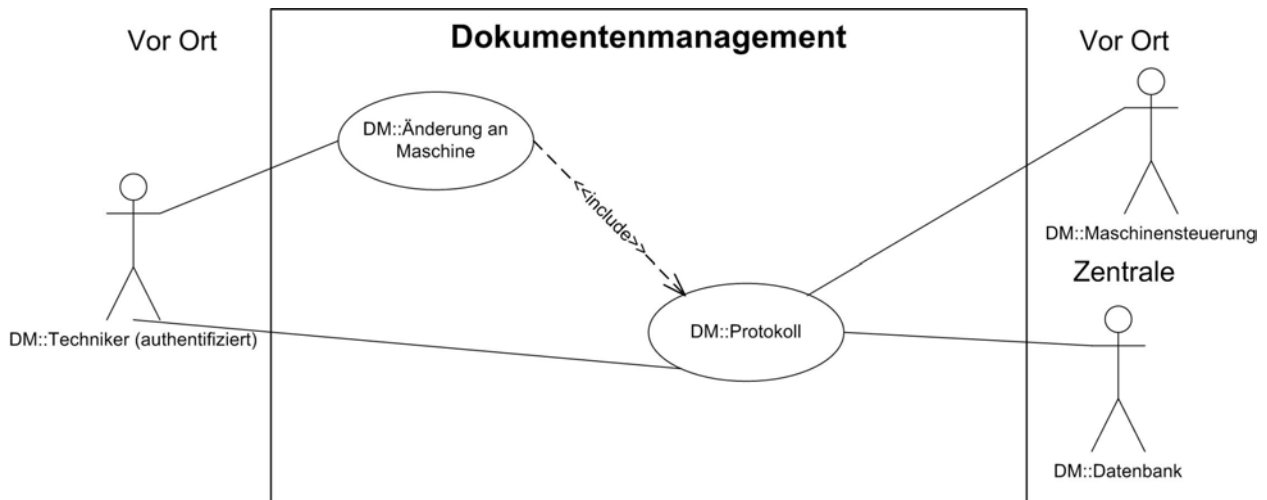 Vor Ort
Dokumentenmanagement
Vor Ort
DM::Änderung an
Maschine
<<include>>
DM::Maschinensteuerung
Zentrale
DM::Techniker (authentifiziert)
DM::Protokoll
DM::Datenbank